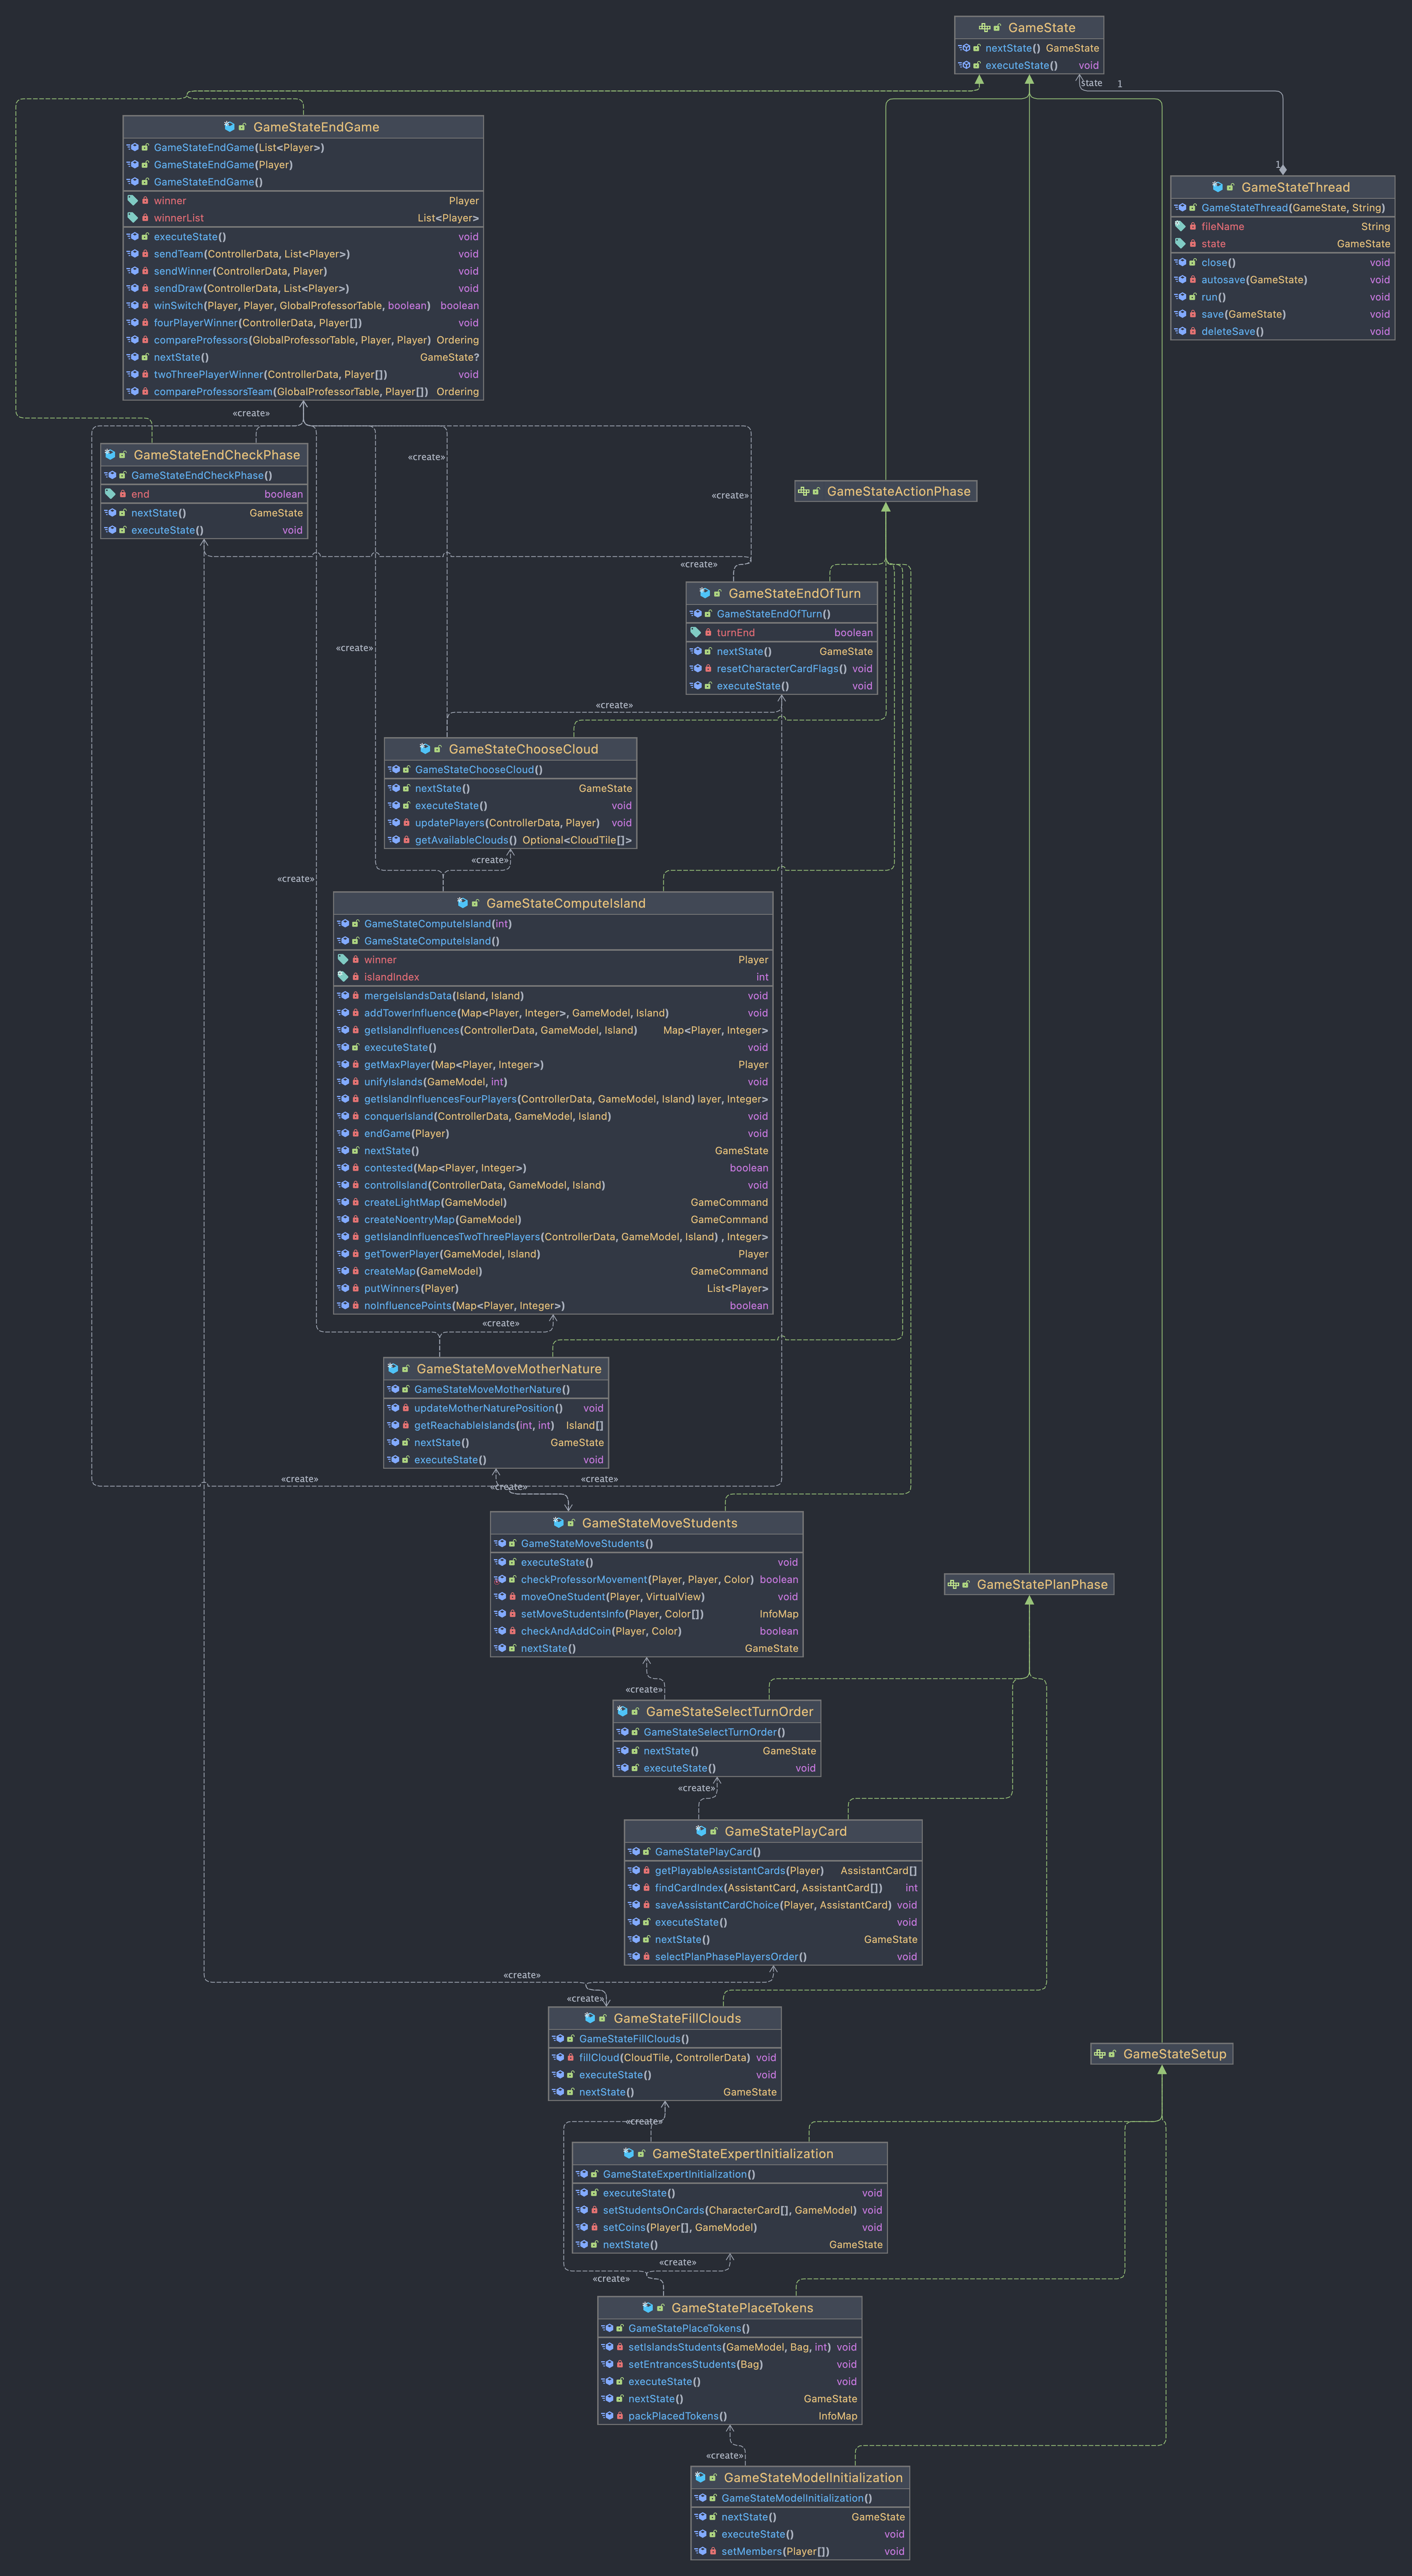 GameState
nextState() GameState
executeState() void
state 1
1
GameStateEndGame
GameStateEndGame(List<Player>)
GameStateEndGame(Player)
GameStateEndGame()
winner Player
winnerList List<Player>
executeState() void
sendTeam(ControllerData, List<Player>) void
sendWinner(ControllerData, Player) void
sendDraw(ControllerData, List<Player>) void
winSwitch(Player, Player, GlobalProfessorTable, boolean) boolean
fourPlayerWinner(ControllerData, Player[]) void
compareProfessors(GlobalProfessorTable, Player, Player) Ordering
nextState() GameState?
twoThreePlayerWinner(ControllerData, Player[]) void
compareProfessorsTeam(GlobalProfessorTable, Player[]) Ordering
GameStateThread
GameStateThread(GameState, String)
fileName String
state GameState
close() void
autosave(GameState) void
run() void
save(GameState) void
deleteSave() void
«create»
«create»
«create»
GameStateEndCheckPhase
GameStateEndCheckPhase()
end boolean
nextState() GameState
executeState() void
GameStateActionPhase
«create»
GameStateEndOfTurn
GameStateEndOfTurn()
turnEnd boolean
nextState() GameState
resetCharacterCardFlags() void
executeState() void
«create»
«create»
GameStateChooseCloud
GameStateChooseCloud()
nextState() GameState
executeState() void
updatePlayers(ControllerData, Player) void
getAvailableClouds() Optional<CloudTile[]>
«create»
«create»
GameStateComputeIsland
GameStateComputeIsland(int)
GameStateComputeIsland()
winner Player
islandIndex int
mergeIslandsData(Island, Island) void
addTowerInfluence(Map<Player, Integer>, GameModel, Island) void
getIslandInfluences(ControllerData, GameModel, Island) Map<Player, Integer>
executeState() void
getMaxPlayer(Map<Player, Integer>) Player
unifyIslands(GameModel, int) void
getIslandInfluencesFourPlayers(ControllerData, GameModel, Island) layer, Integer>
conquerIsland(ControllerData, GameModel, Island) void
endGame(Player) void
nextState() GameState
contested(Map<Player, Integer>) boolean
controlIsland(ControllerData, GameModel, Island) void
createLightMap(GameModel) GameCommand
createNoentryMap(GameModel) GameCommand
getIslandInfluencesTwoThreePlayers(ControllerData, GameModel, Island) , Integer>
getTowerPlayer(GameModel, Island) Player
createMap(GameModel) GameCommand
putWinners(Player) List<Player>
noInfluencePoints(Map<Player, Integer>) boolean
«create»
GameStateMoveMotherNature
GameStateMoveMotherNature()
updateMotherNaturePosition() void
getReachableIslands(int, int) Island[]
nextState() GameState
executeState() void
«create»
«create»
«create»
GameStateMoveStudents
GameStateMoveStudents()
executeState() void
checkProfessorMovement(Player, Player, Color) boolean
moveOneStudent(Player, VirtualView) void
setMoveStudentsInfo(Player, Color[]) InfoMap
checkAndAddCoin(Player, Color) boolean
nextState() GameState
GameStatePlanPhase
«create»
GameStateSelectTurnOrder
GameStateSelectTurnOrder()
nextState() GameState
executeState() void
«create»
GameStatePlayCard
GameStatePlayCard()
getPlayableAssistantCards(Player) AssistantCard[]
findCardIndex(AssistantCard, AssistantCard[]) int
saveAssistantCardChoice(Player, AssistantCard) void
executeState() void
nextState() GameState
selectPlanPhasePlayersOrder() void
«create»
«create»
GameStateFillClouds
GameStateFillClouds()
fillCloud(CloudTile, ControllerData) void
executeState() void
nextState() GameState
GameStateSetup
«create»
GameStateExpertInitialization
GameStateExpertInitialization()
executeState() void
setStudentsOnCards(CharacterCard[], GameModel) void
setCoins(Player[], GameModel) void
nextState() GameState
«create»
«create»
GameStatePlaceTokens
GameStatePlaceTokens()
setIslandsStudents(GameModel, Bag, int) void
setEntrancesStudents(Bag) void
executeState() void
nextState() GameState
packPlacedTokens() InfoMap
«create»
GameStateModelInitialization
GameStateModelInitialization()
nextState() GameState
executeState() void
setMembers(Player[]) void